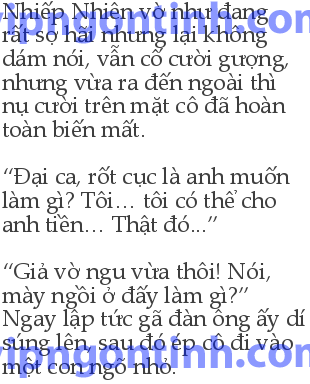 Nhiếp Nhiên vờ như đang
rất sợ hãi nhưng lại không
dám nói, vẫn cố cười gượng,
nhưng vừa ra đến ngoài thì
nụ cười trên mặt cô đã hoàn
toàn biến mất.
“Đại ca, rốt cục là anh muốn
làm gì? Tôi… tôi có thể cho
anh tiền… Thật đó...”
“Giả vờ ngu vừa thôi! Nói,
mày ngồi ở đấy làm gì?”
Ngay lập tức gã đàn ông ấy dí
súng lên, sau đó ép cô đi vào
một con ngõ nhỏ.
vipngontinh.com